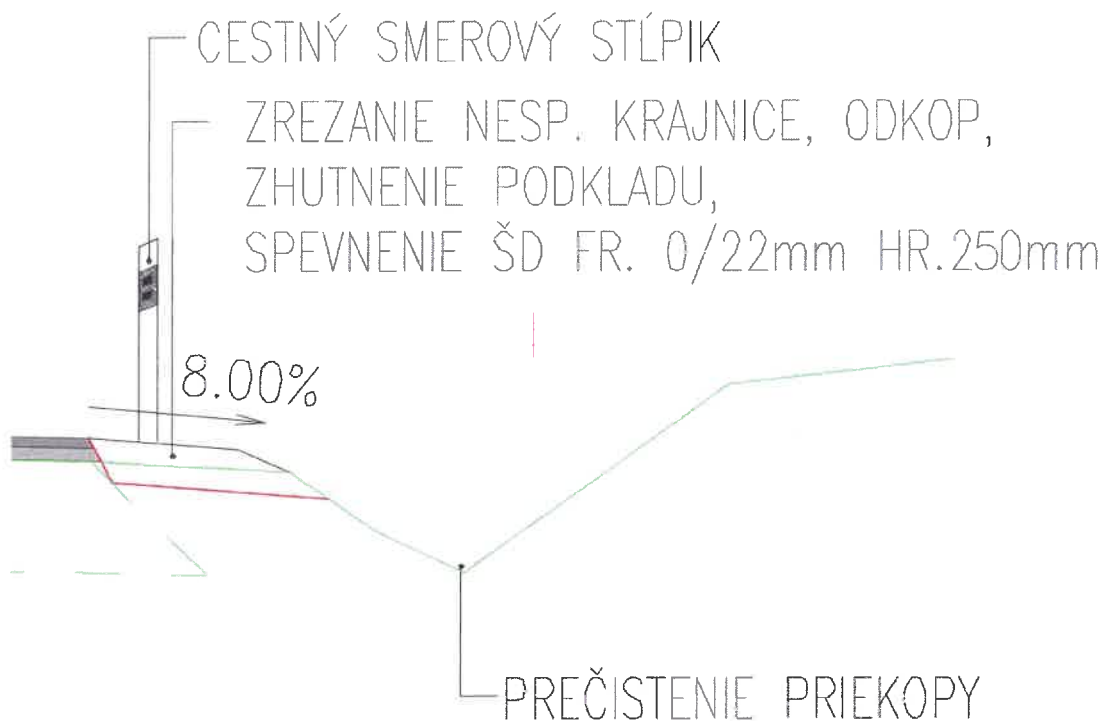 CESTNÝ SMEROVÝ STĹPIK
ZREZANIE NESP. KRAJNICE, ODKOP,
ZHUTNENIE PODKLADU,
SPEVNENIE ŠD FR. 0/22mm HR.250mm
8.00%
PREČISTENIE PRIEKOPY